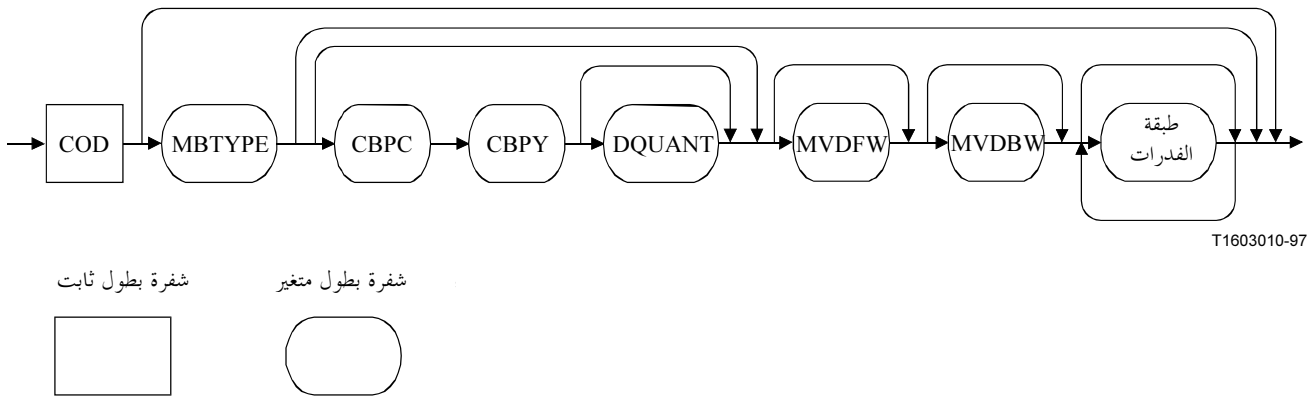 COD
MBTYPE
CBPC
CBPY
DQUANT
MVDFW
MVDBW
طبقة
الفدرات
T1603010-97
شفرة بطول متغير
شفرة بطول ثابت